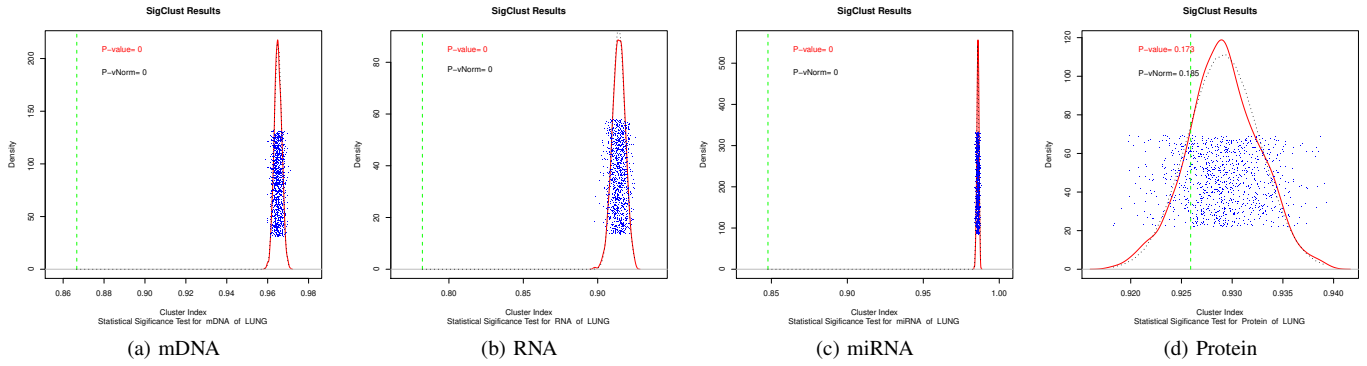 SigClust Results
P-value= 0
P-vNorm= 0
Density
0 50 100 150 200
0.86 0.88 0.90 0.92 0.94 0.96 0.98
Cluster Index
Statistical Sigificance Test for mDNA of LUNG
(a) mDNA
SigClust Results
P-value= 0
P-vNorm= 0
Density
0 20 40 60 80
0.80 0.85 0.90
Cluster Index
Statistical Sigificance Test for RNA of LUNG
(b) RNA
SigClust Results
P-value= 0
P-vNorm= 0
Density
0 100 200 300 400 500
0.85 0.90 0.95 1.00
Cluster Index
Statistical Sigificance Test for miRNA of LUNG
(c) miRNA
SigClust Results
P-value= 0.173
P-vNorm= 0.185
Density
0 20 40 60 80 100 120
0.920 0.925 0.930 0.935 0.940
Cluster Index
Statistical Sigificance Test for Protein of LUNG
(d) Protein